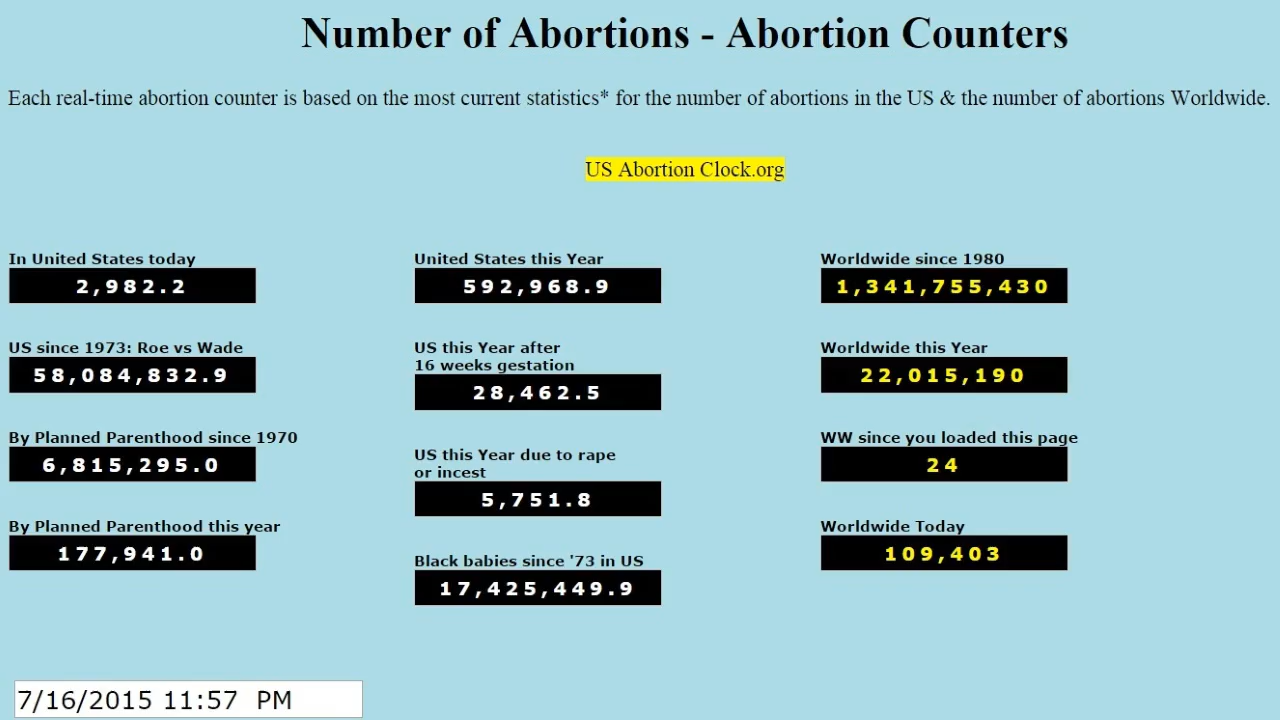 Number of Abortions - Abortion Counters
Each real-time abortion counter is based on the most current statistics* for the number of abortions in the US & the number of abortions Worldwide.
US Abortion Clock.org
In United States today
2,982.2
US since 1973: Roe vs Wade
58,084,832.9
By Planned Parenthood since 1970
6,815,295.0
By Planned Parenthood this year
177,941.0
United States this Year
592,968.9
US this Year after
16 weeks gestation
28,462.5
US this Year due to rape
or incest
5,751.8
Black babies since '73 in US
17,425,449.9
Worldwide since 1980
1,341,755,430
Worldwide this Year
22,015,190
WW since you loaded this page
24
Worldwide Today
109,403
7/16/2015 11:57 PM